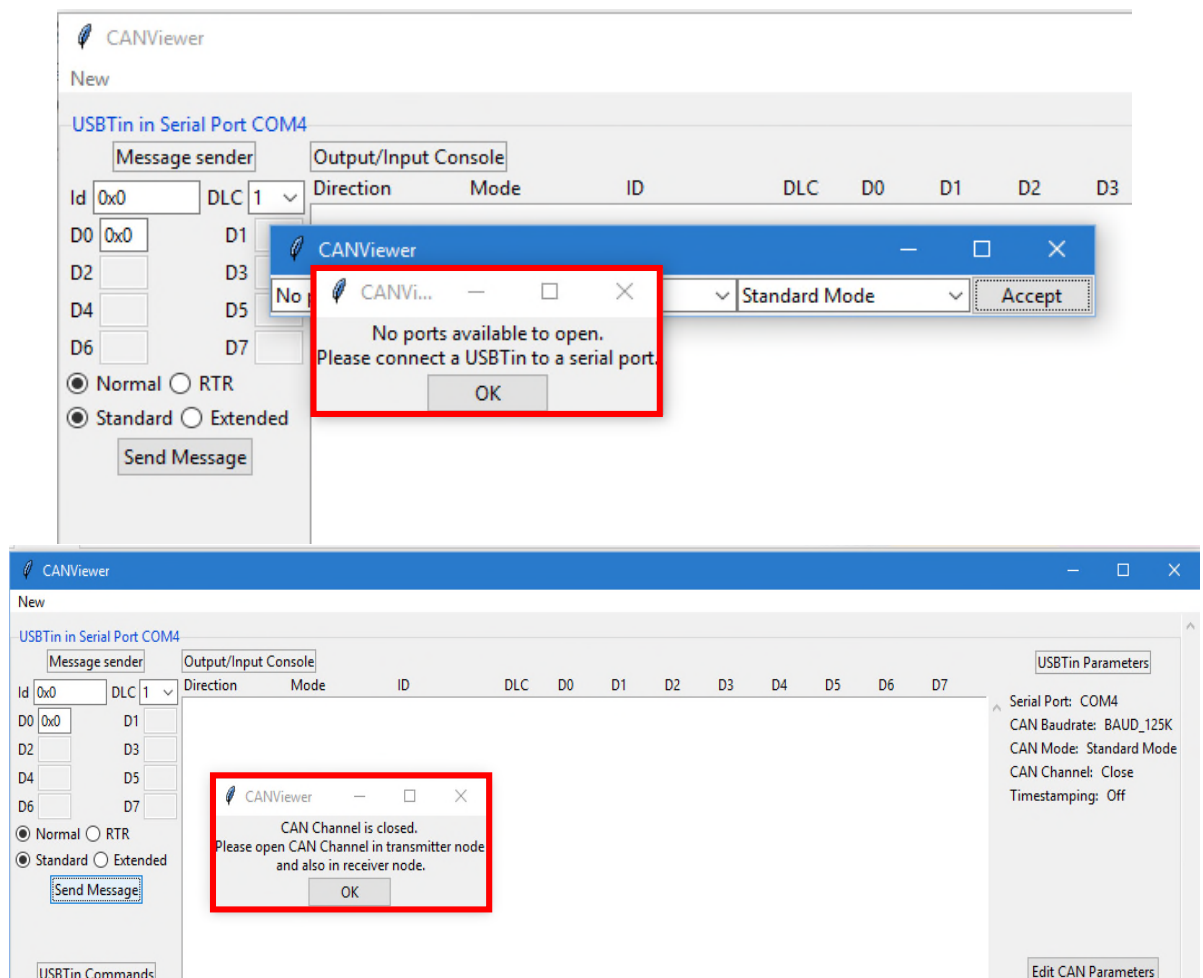 CANViewer
New
USBTin in Serial Port COM4
Message sender Output/Input Console
Id 0x0 DLC 1 Direction Mode ID DLC D0 D1 D2 D3
D0 0x0 D1
CANViewer
D2 D3
No
CANVi...
Standard Mode Accept
D4 D5
No ports available to open.
D6 D7
Please connect a USBTin to a serial port.
Normal RTR
OK
Standard Extended
Send Message
CANViewer
New
USBTin in Serial Port COM4
Message sender Output/Input Console USBTin Parameters
Id 0x0 DLC 1 Direction Mode ID DLC D0 D1 D2 D3 D4 D5 D6 D7
Serial Port: COM4
D0 0x0 D1
CAN Baudrate: BAUD_125K
D2 D3
CAN Mode: Standard Mode
D4 D5
CAN Channel: Close
CANViewer
Timestamping: Off
D6 D7
CAN Channel is closed.
Normal RTR
Please open CAN Channel in transmitter node
Standard Extended
and also in receiver node.
Send Message
OK
USBTin Commands
Edit CAN Parameters